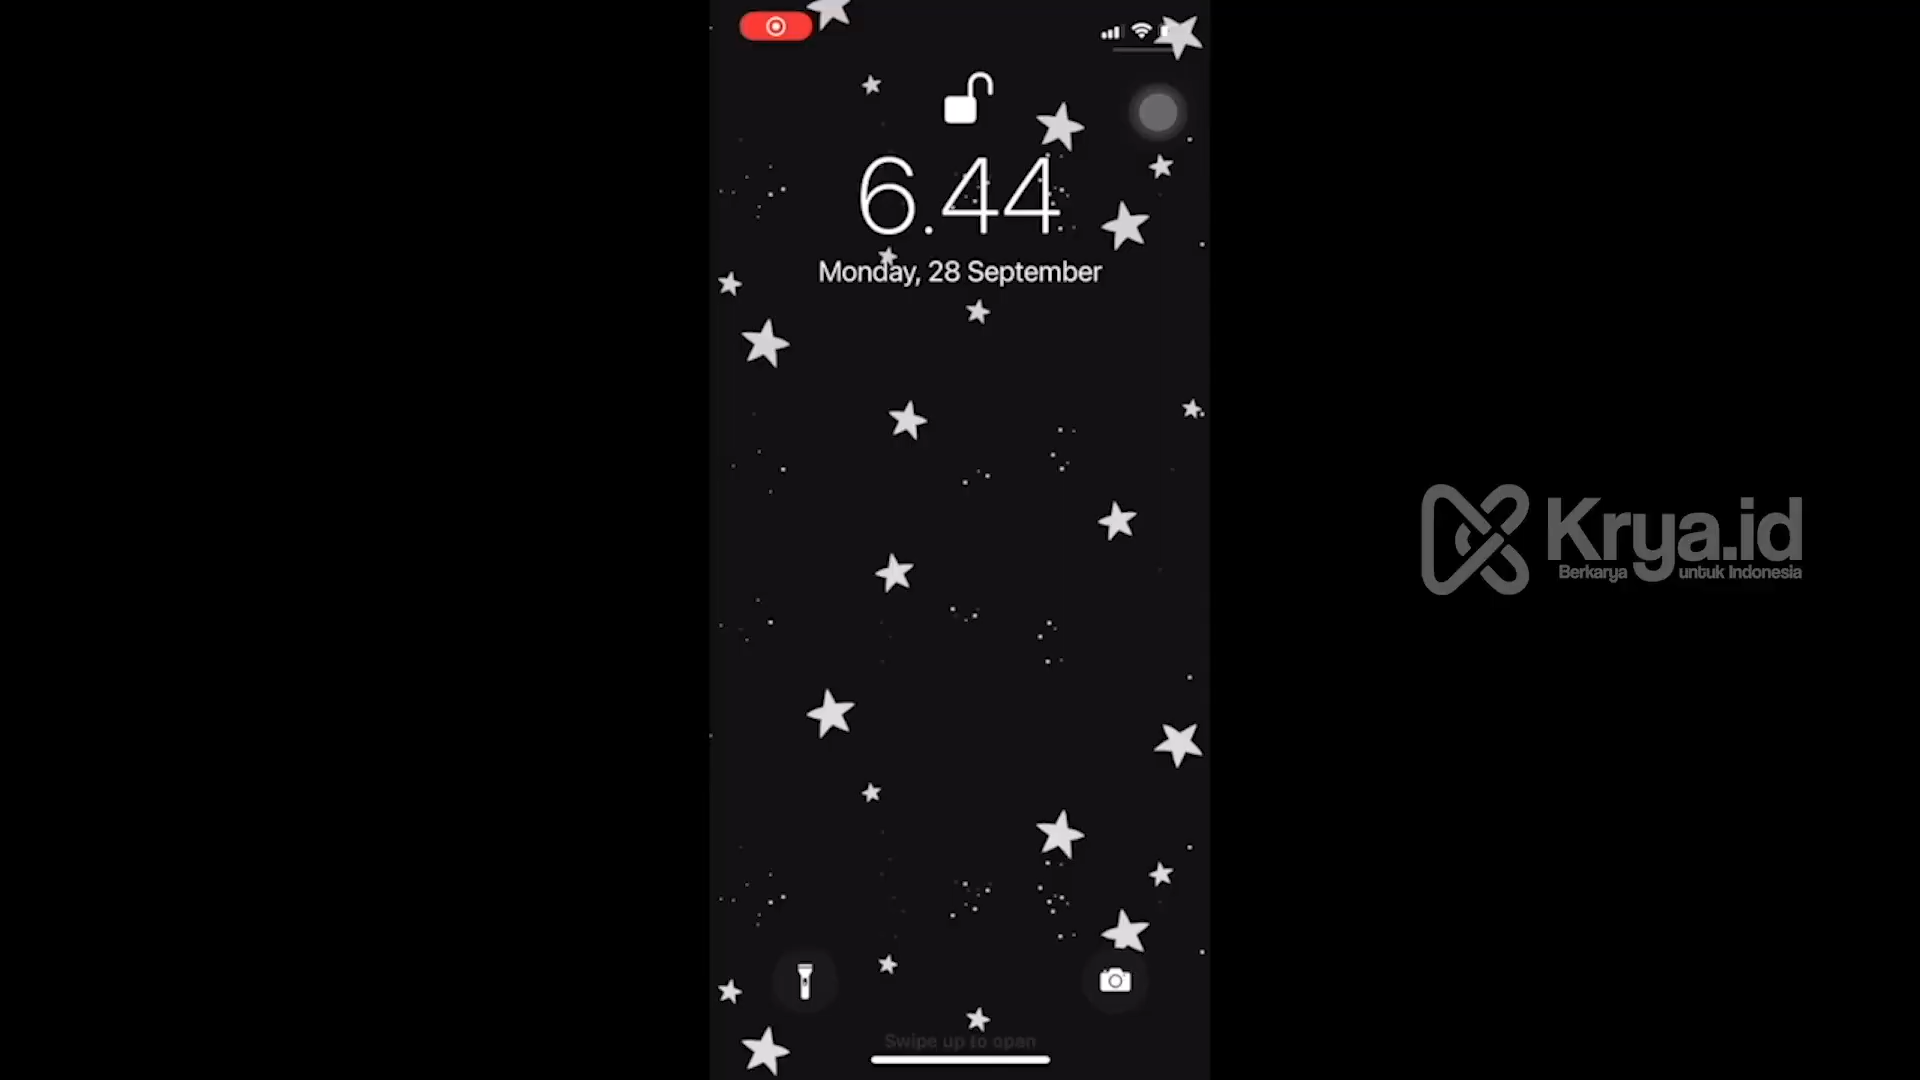 6.44
Monday, 28 September
Krya.id
Berkarya untuk Indonesia
Swipe up to open